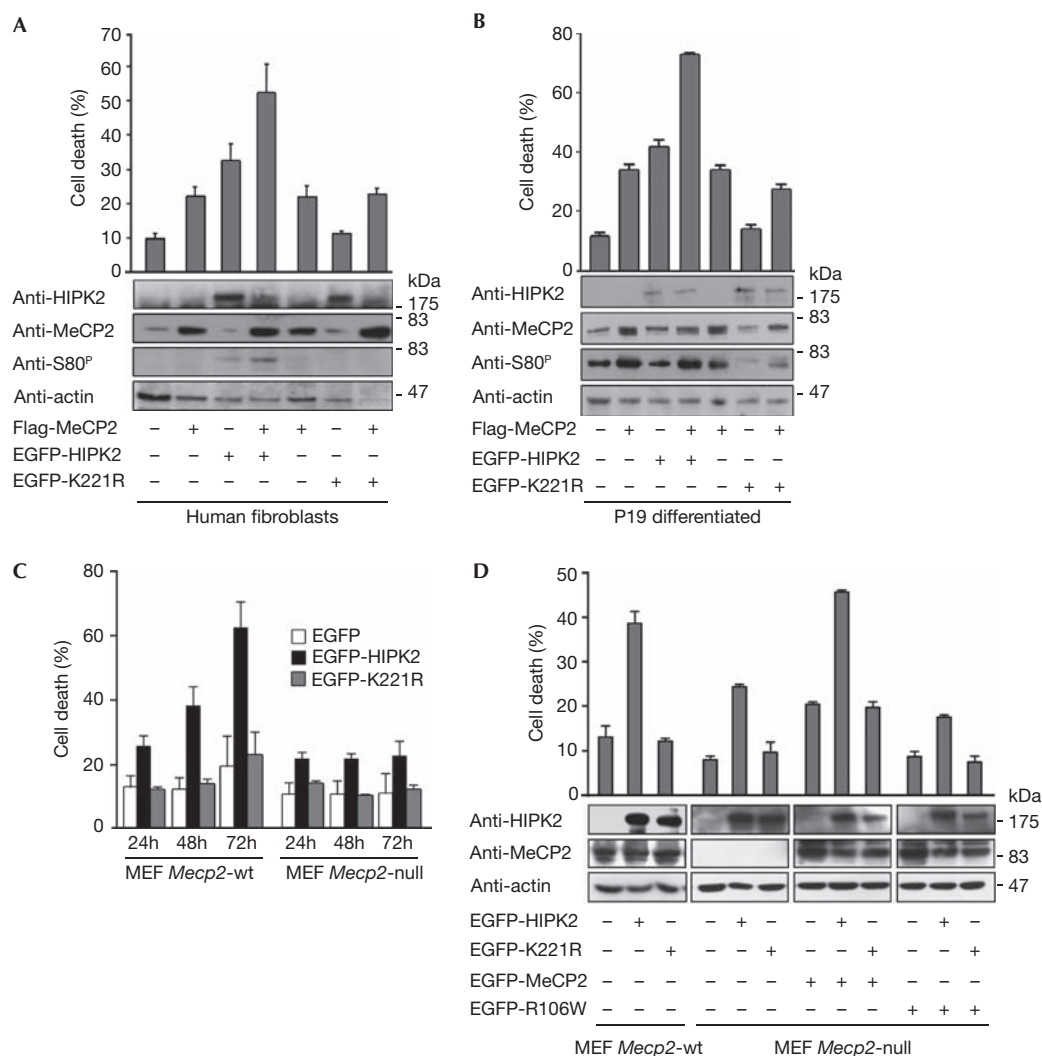 A
70
60
50
40
30
20
10
0
Cell death (%)
kDa
Anti-HIPK2
175
Anti-MeCP2
83
Anti-S80ᴾ
83
Anti-actin
47
Flag-MeCP2 – + – + + – +
EGFP-HIPK2 – – + + – – –
EGFP-K221R – – – – – + +
Human fibroblasts
B
80
60
40
20
0
Cell death (%)
kDa
Anti-HIPK2
175
Anti-MeCP2
83
Anti-S80ᴾ
83
Anti-actin
47
Flag-MeCP2 – + – + + – +
EGFP-HIPK2 – – + + – – –
EGFP-K221R – – – – – + +
P19 differentiated
C
80
60
40
20
0
Cell death (%)
EGFP
EGFP-HIPK2
EGFP-K221R
24h 48h 72h 24h 48h 72h
MEF Mecp2-wt MEF Mecp2-null
D
50
40
30
20
10
0
Cell death (%)
kDa
Anti-HIPK2
175
Anti-MeCP2
83
Anti-actin
47
EGFP-HIPK2 – + – – + – – + – – + –
EGFP-K221R – – + – – + – – + – – +
EGFP-MeCP2 – – – – – – + + + – – –
EGFP-R106W – – – – – – – – – + + +
MEF Mecp2-wt MEF Mecp2-null